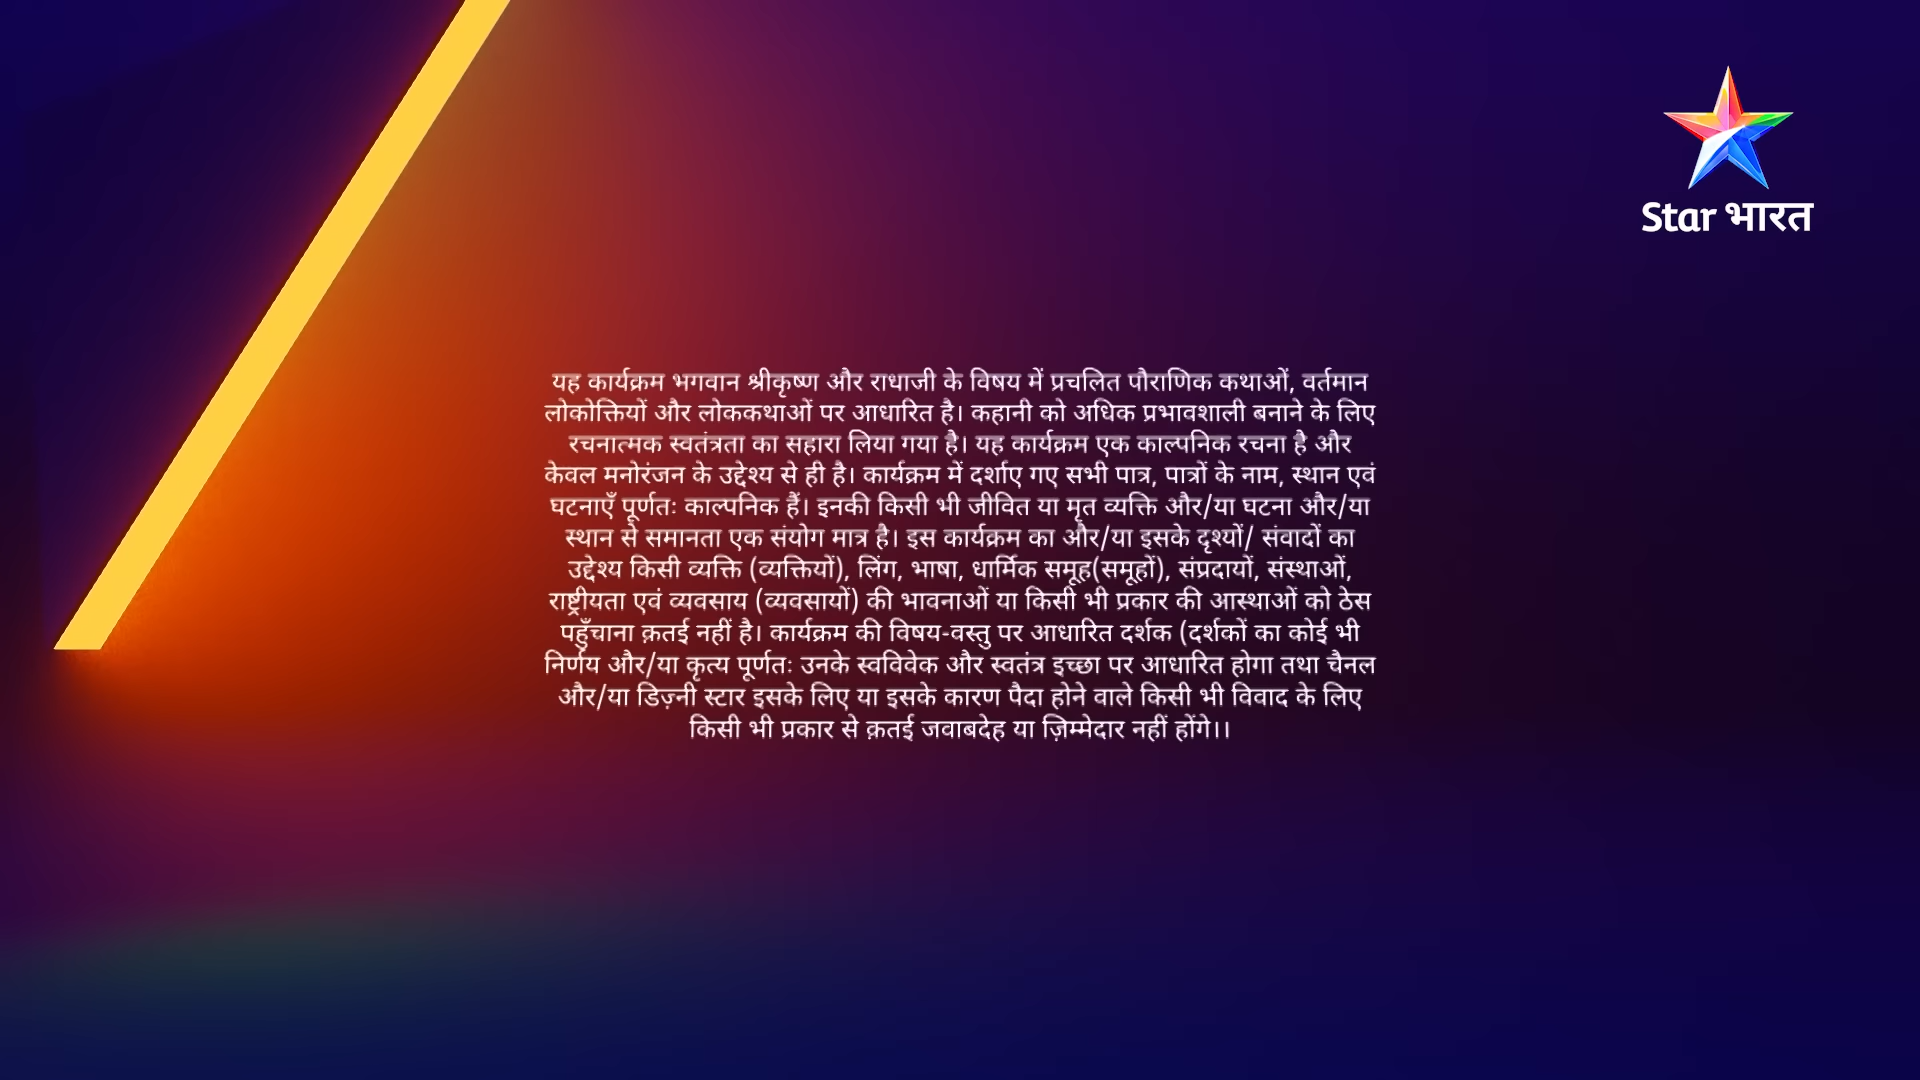 Star भारत
यह कार्यक्रम भगवान श्रीकृष्ण और राधाजी के विषय में प्रचलित पौराणिक कथाओं, वर्तमान
लोकोक्तियों और लोककथाओं पर आधारित है। कहानी को अधिक प्रभावशाली बनाने के लिए
रचनात्मक स्वतंत्रता का सहारा लिया गया है। यह कार्यक्रम एक काल्पनिक रचना है और
केवल मनोरंजन के उद्देश्य से ही है। कार्यक्रम में दर्शाए गए सभी पात्र, पात्रों के नाम, स्थान एवं
घटनाएँ पूर्णतः काल्पनिक हैं। इनकी किसी भी जीवित या मृत व्यक्ति और/या घटना और/या
स्थान से समानता एक संयोग मात्र है। इस कार्यक्रम का और/या इसके दृश्यों/ संवादों का
उद्देश्य किसी व्यक्ति (व्यक्तियों), लिंग, भाषा, धार्मिक समूह(समूहों), संप्रदायों, संस्थाओं,
राष्ट्रीयता एवं व्यवसाय (व्यवसायों) की भावनाओं या किसी भी प्रकार की आस्थाओं को ठेस
पहुँचाना क़तई नहीं है। कार्यक्रम की विषय-वस्तु पर आधारित दर्शक (दर्शकों का कोई भी
निर्णय और/या कृत्य पूर्णतः उनके स्वविवेक और स्वतंत्र इच्छा पर आधारित होगा तथा चैनल
और/या डिज़्नी स्टार इसके लिए या इसके कारण पैदा होने वाले किसी भी विवाद के लिए
किसी भी प्रकार से क़तई जवाबदेह या ज़िम्मेदार नहीं होंगे।।